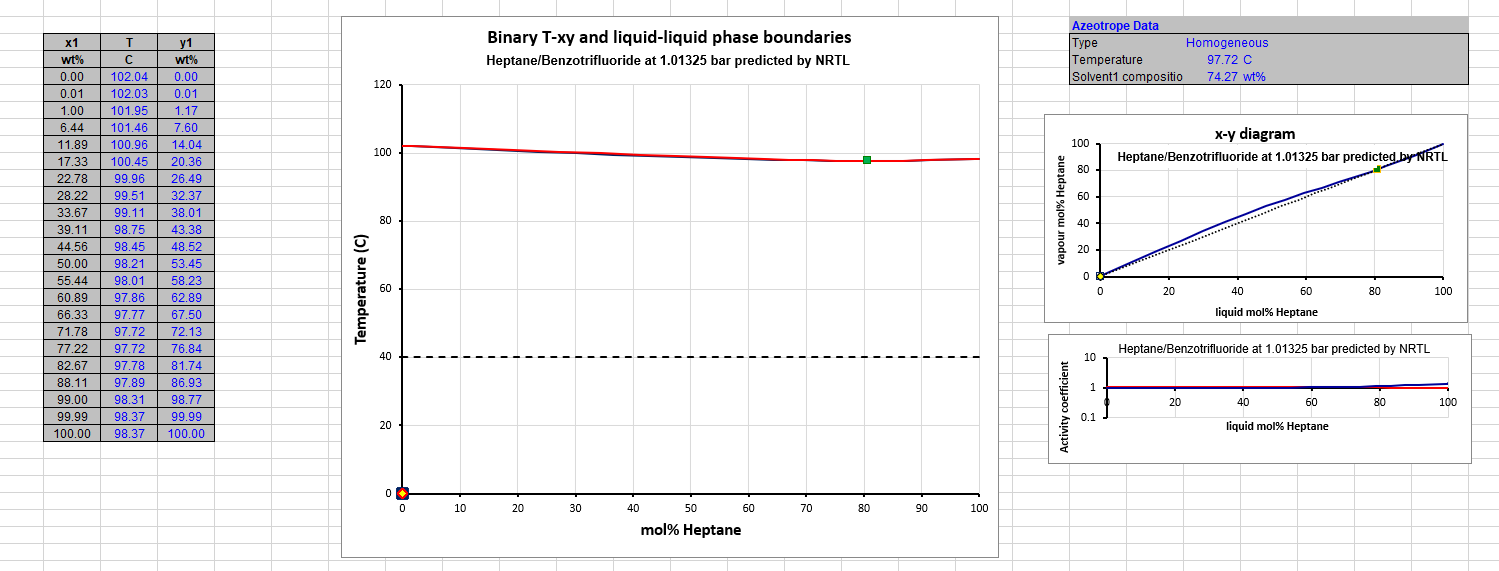 x1 T y1
wt% C wt%
0.00 102.04 0.00
0.01 102.03 0.01
1.00 101.95 1.17
6.44 101.46 7.60
11.89 100.96 14.04
17.33 100.45 20.36
22.78 99.96 26.49
28.22 99.51 32.37
33.67 99.11 38.01
39.11 98.75 43.38
44.56 98.45 48.52
50.00 98.21 53.45
55.44 98.01 58.23
60.89 97.86 62.89
66.33 97.77 67.50
71.78 97.72 72.13
77.22 97.72 76.84
82.67 97.78 81.74
88.11 97.89 86.93
99.00 98.31 98.77
99.99 98.37 99.99
100.00 98.37 100.00
Binary T-xy and liquid-liquid phase boundaries
Heptane/Benzotrifluoride at 1.01325 bar predicted by NRTL
Temperature (C)
120
100
80
60
40
20
0
0 10 20 30 40 50 60 70 80 90 100
mol% Heptane
Azeotrope Data
Type Homogeneous
Temperature 97.72 C
Solvent1 compositio 74.27 wt%
x-y diagram
Heptane/Benzotrifluoride at 1.01325 bar predicted by NRTL
vapour mol% Heptane
100
80
60
40
20
0
0 20 40 60 80 100
liquid mol% Heptane
Heptane/Benzotrifluoride at 1.01325 bar predicted by NRTL
Activity coefficient
10
1
0.1
0 20 40 60 80 100
liquid mol% Heptane